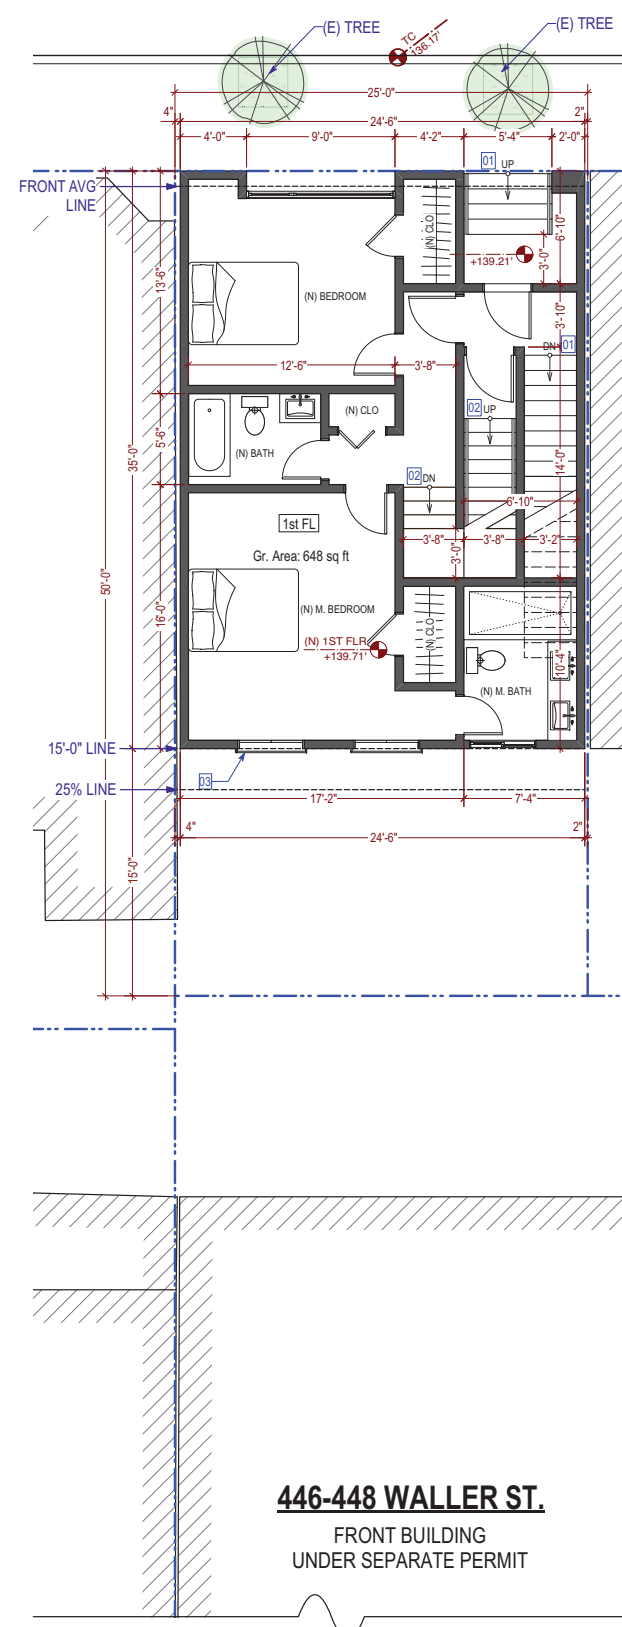 (E) TREE
(E) TREE
TC
136.17'
25'-0"
4"
2"
24'-6"
4'-0"
9'-0"
4'-2"
5'-4"
2'-0"
01
UP
FRONT AVG
LINE
(N) CLO
6'-10"
+139.21'
3'-0"
13'-6"
(N) BEDROOM
3'-10"
DN
01
12'-6"
3'-8"
(N) CLO
02
UP
5'-6"
(N) BATH
35'-0"
14'-0"
02
DN
6'-10"
1st FL
3'-8"
3'-8"
3'-2"
Gr. Area: 648 sq ft
3'-0"
50'-0"
16'-0"
(N) M. BEDROOM
(N) CLO
(N) 1ST FLR
+139.71'
10'-4"
(N) M. BATH
15'-0" LINE
03
25% LINE
17'-2"
7'-4"
4"
2"
24'-6"
15'-0"
446-448 WALLER ST.
FRONT BUILDING
UNDER SEPARATE PERMIT